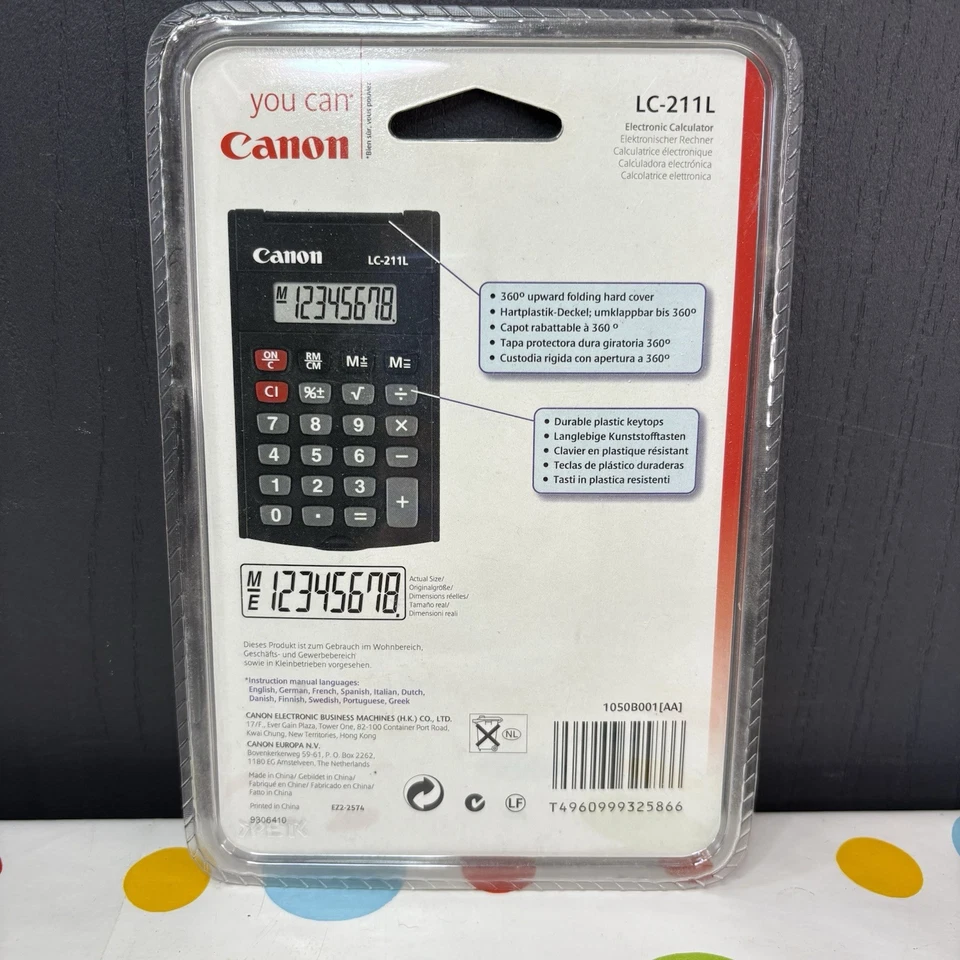 you can*
Canon
*Bien sûr, vous pouvez
LC-211L
Electronic Calculator
Elektronischer Rechner
Calculatrice électronique
Calculadora electrónica
Calcolatrice elettronica
Canon
LC-211L
M 12345678.
ON/C RM/CM M± M=
CI %± √ ÷
7 8 9 ×
4 5 6 −
1 2 3 +
0 . =
• 360º upward folding hard cover
• Hartplastik-Deckel; umklappbar bis 360º
• Capot rabattable à 360 º
• Tapa protectora dura giratoria 360º
• Custodia rigida con apertura a 360º
• Durable plastic keytops
• Langlebige Kunststofftasten
• Clavier en plastique résistant
• Teclas de plástico duraderas
• Tasti in plastica resistenti
M E 12345678.
Actual Size/
Originalgröße/
Dimensions réelles/
Tamaño real/
Dimensioni reali
Dieses Produkt ist zum Gebrauch im Wohnbereich,
Geschäfts- und Gewerbebereich
sowie in Kleinbetrieben vorgesehen.
*Instruction manual languages:
English, German, French, Spanish, Italian, Dutch,
Danish, Finnish, Swedish, Portuguese, Greek
CANON ELECTRONIC BUSINESS MACHINES (H.K.) CO., LTD.
17/F., Ever Gain Plaza, Tower One, 82-100 Container Port Road,
Kwai Chung, New Territories, Hong Kong
CANON EUROPA N.V.
Bovenkerkerweg 59-61, P. O. Box 2262,
1180 EG Amstelveen, The Netherlands
Made in China/ Gebildet in China/
Fabriqué en Chine/ Fabricado en China/
Fatto in China
Printed in China
EZ2-2574
9306410
NL
LF
1050B001[AA]
T4960999325866